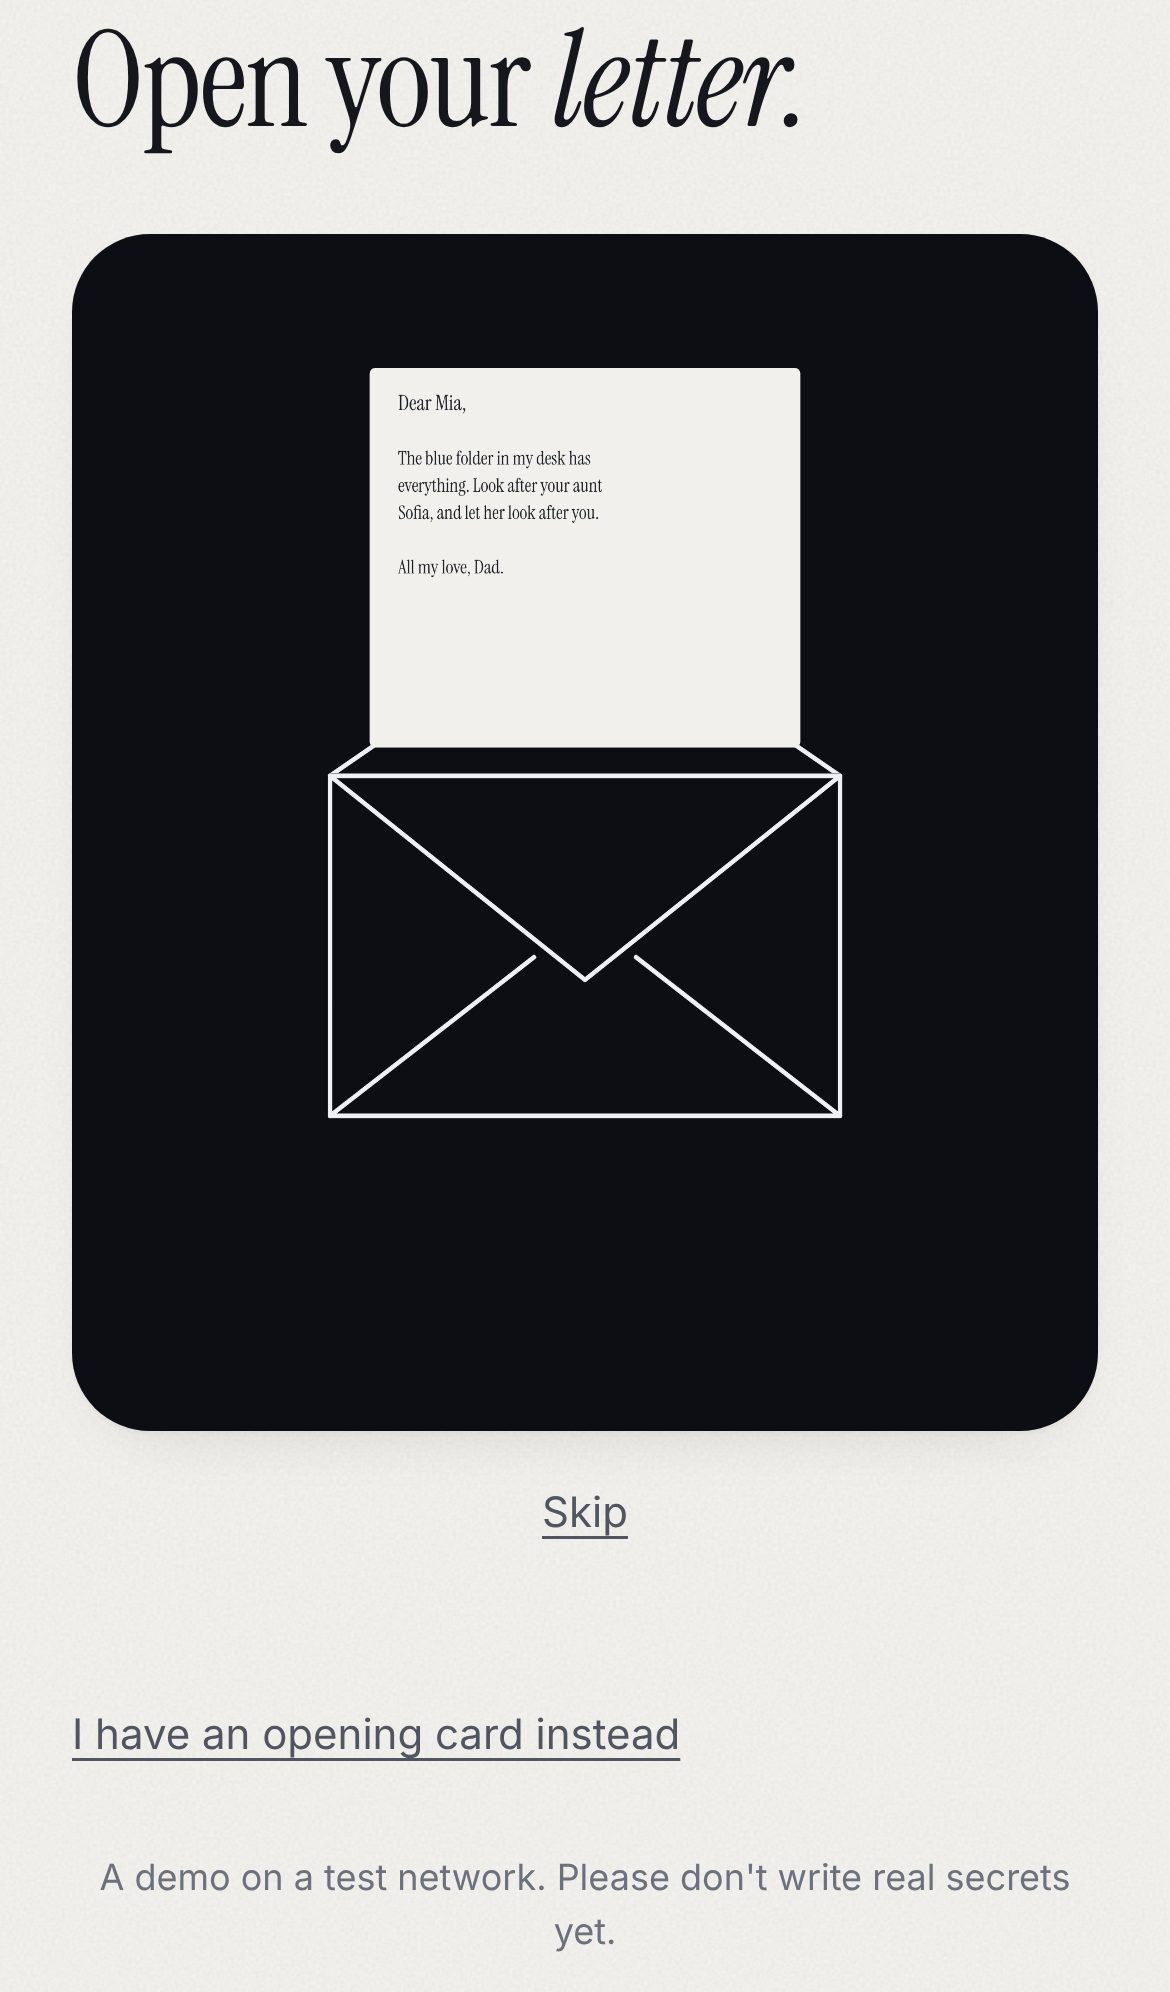 Open your letter.
Dear Mia,
The blue folder in my desk has
everything. Look after your aunt
Sofia, and let her look after you.
All my love, Dad.
Skip
I have an opening card instead
A demo on a test network. Please don't write real secrets
yet.